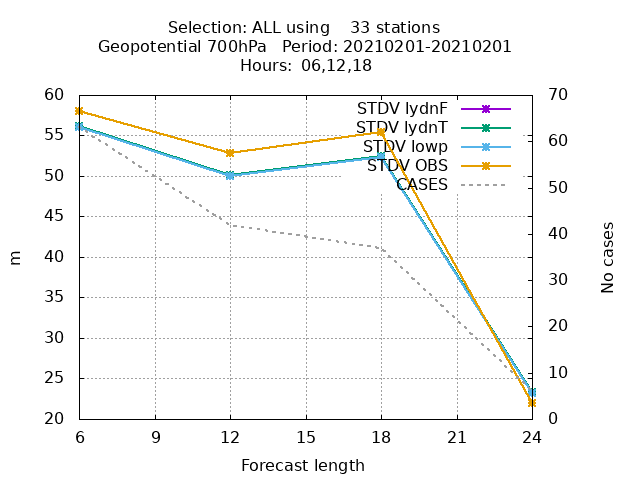 Selection: ALL using    33 stations
Geopotential 700hPa   Period: 20210201-20210201
Hours:  06,12,18
STDV lydnF
STDV lydnT
STDV lowp
STDV OBS
CASES
60
55
50
45
40
35
30
25
20
m
70
60
50
40
30
20
10
0
No cases
6
9
12
15
18
21
24
Forecast length